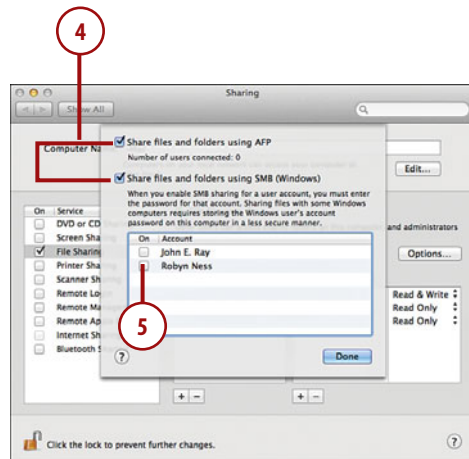 4
Sharing
Show All
Computer Na
Share files and folders using AFP
Number of users connected: 0
Edit...
Share files and folders using SMB (Windows)
When you enable SMB sharing for a user account, you must enter
the password for that account. Sharing files with some Windows
computers requires storing the Windows user's account
password on this computer in a less secure manner.
and administrators
On Service
DVD or CD
Screen Sha
File Sharing
Printer Sha
Scanner Sh
Remote Lo
Remote Ma
Remote Ap
Internet Sha
Bluetooth S
On Account
John E. Ray
Robyn Ness
Options...
Read & Write
Read Only
Read Only
5
?
Done
+ −
+ −
Click the lock to prevent further changes.
?